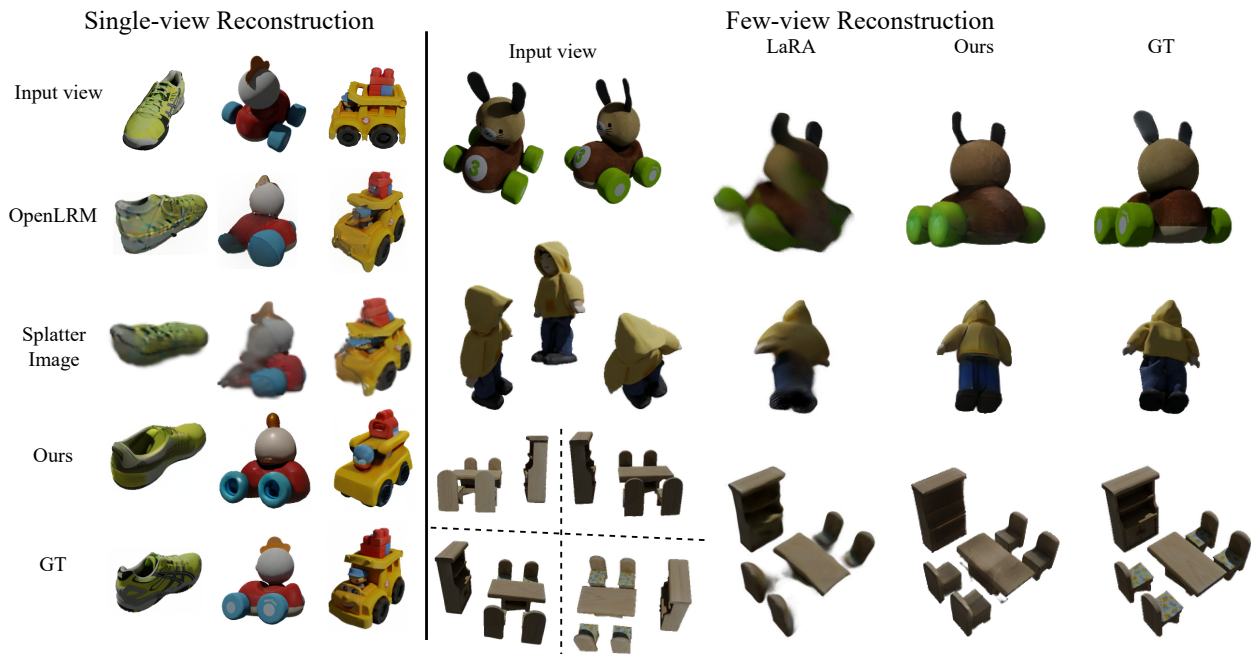 Single-view Reconstruction
Few-view Reconstruction
Input view
OpenLRM
Splatter
Image
Ours
GT
Input view
LaRA
Ours
GT
3
3